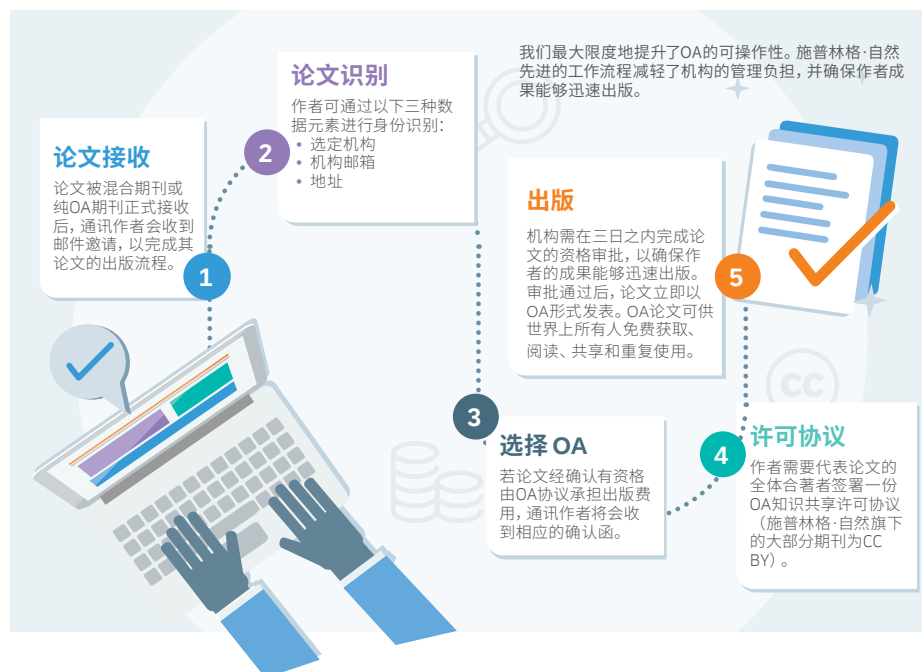 我们最大限度地提升了OA的可操作性。施普林格·自然
先进的工作流程减轻了机构的管理负担，并确保作者成
果能够迅速出版。
论文接收
论文被混合期刊或
纯OA期刊正式接收
后，通讯作者会收到
邮件邀请，以完成其
论文的出版流程。
1
论文识别
作者可通过以下三种数
据元素进行身份识别：
• 选定机构
• 机构邮箱
• 地址
2
3
选择 OA
若论文经确认有资格
由OA协议承担出版费
用，通讯作者将会收
到相应的确认函。
4
许可协议
作者需要代表论文的
全体合著者签署一份
OA知识共享许可协议
（施普林格·自然旗下
的大部分期刊为CC
BY）。
cc
出版
机构需在三日之内完成论
文的资格审批，以确保作
者的成果能够迅速出版。
审批通过后，论文立即以
OA形式发表。OA论文可供
世界上所有人免费获取、
阅读、共享和重复使用。
5